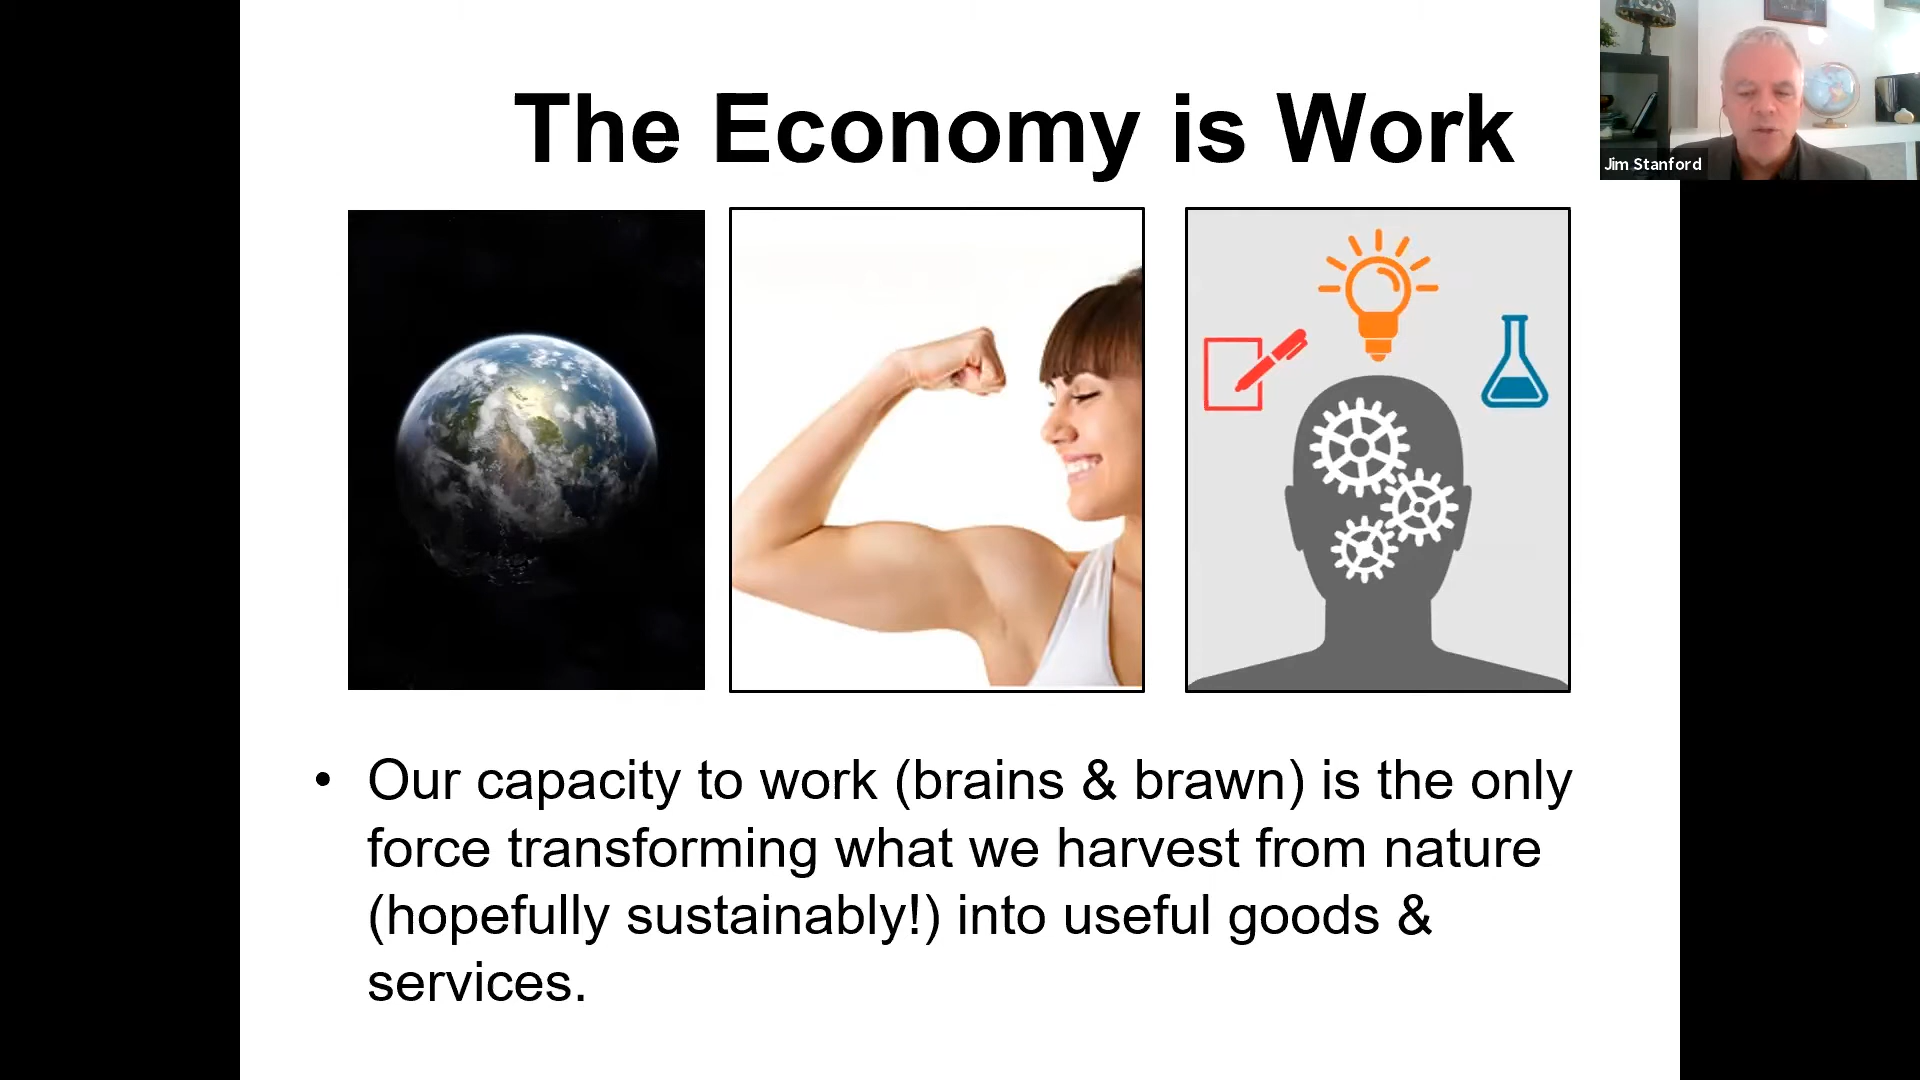 The Economy is Work
Jim Stanford
• Our capacity to work (brains & brawn) is the only
force transforming what we harvest from nature
(hopefully sustainably!) into useful goods &
services.